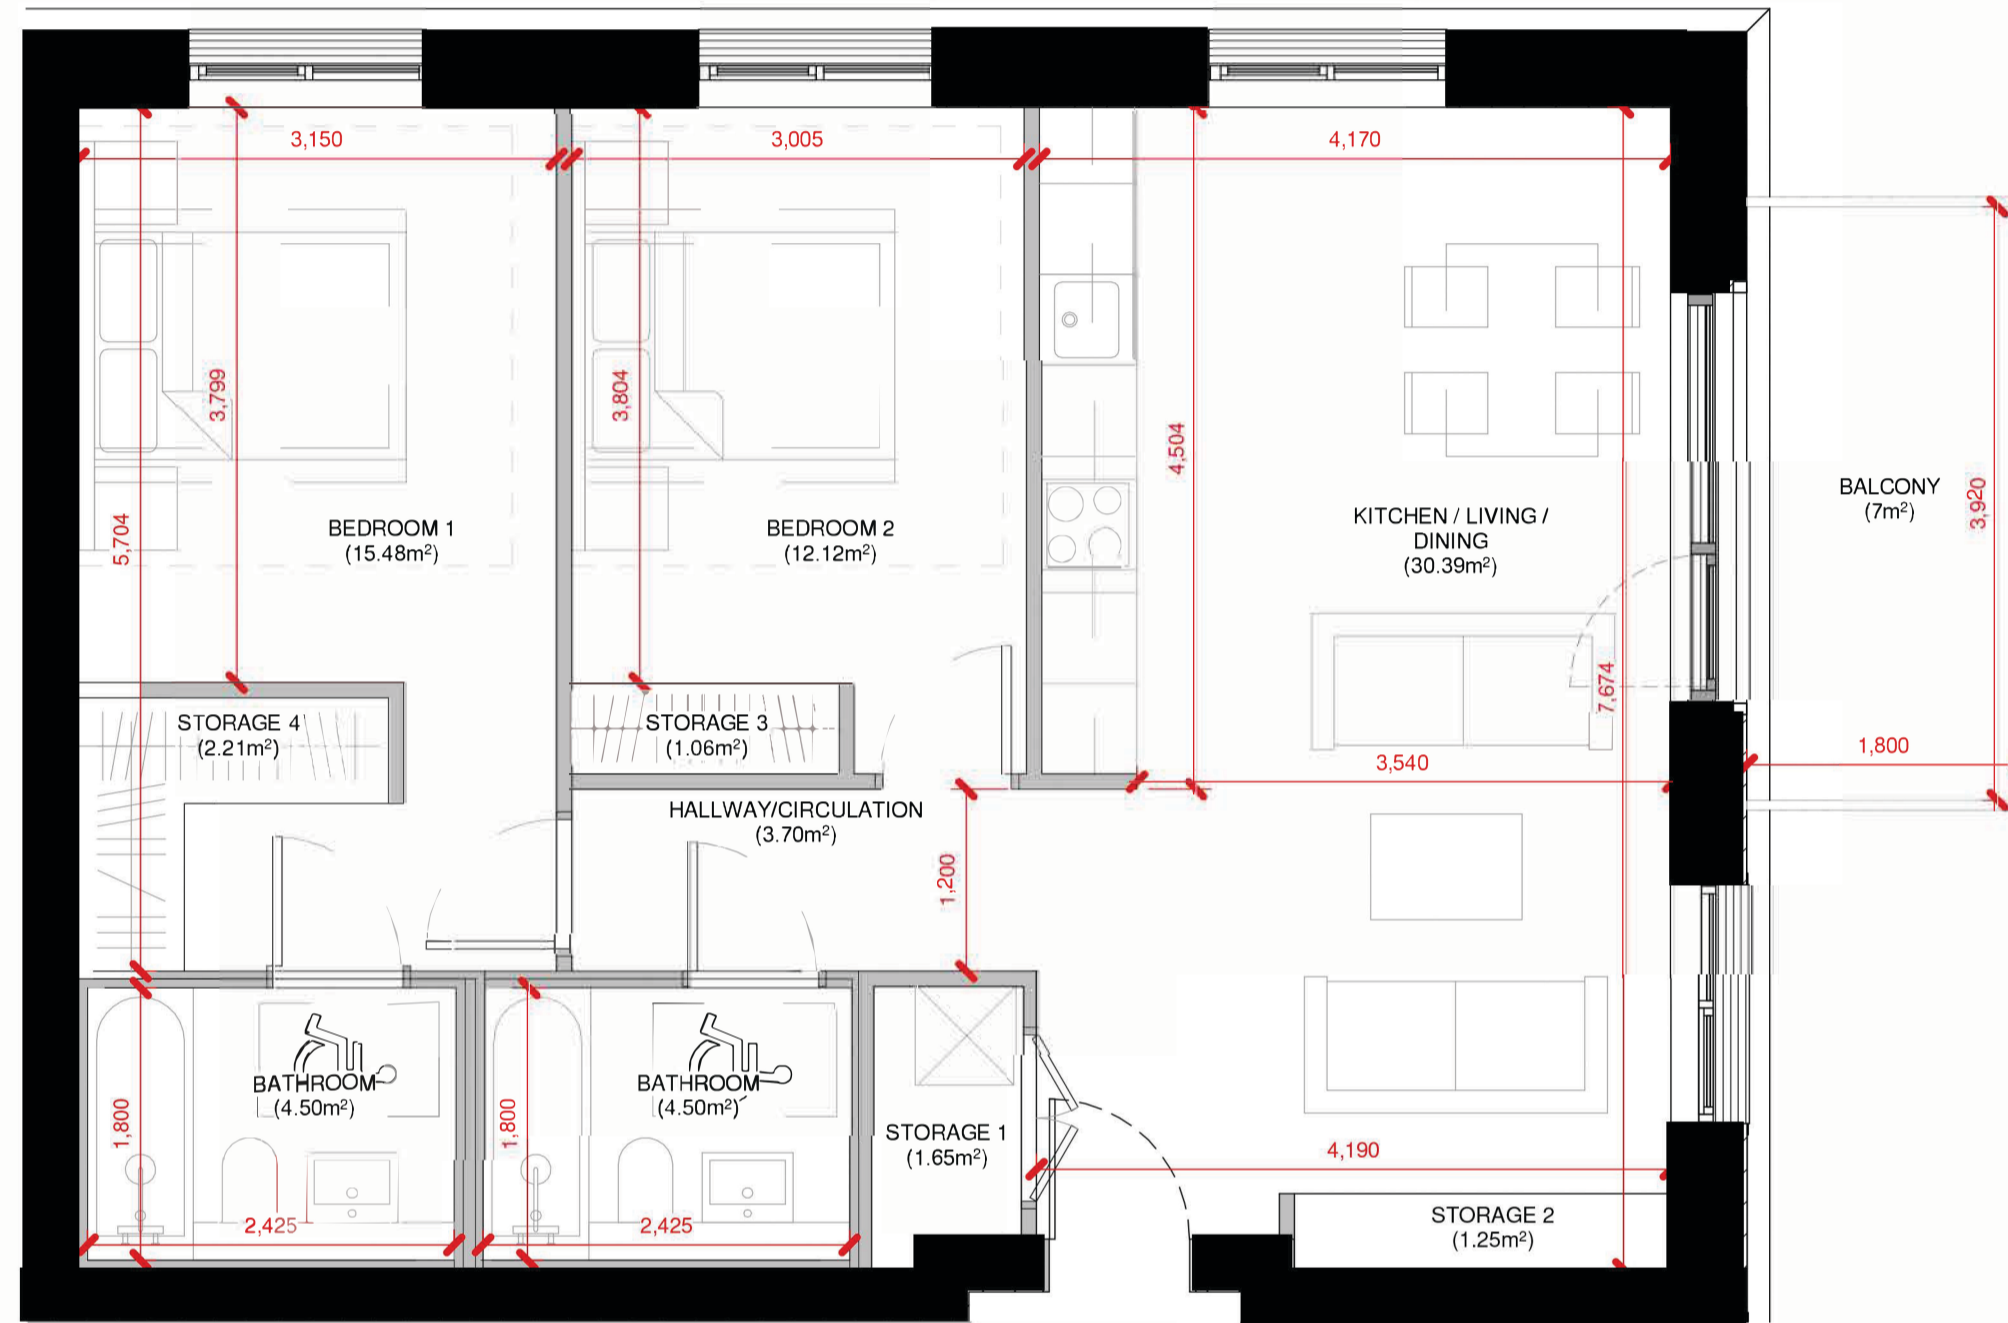 3,150
3,005
4,170
3,799
3,804
4,504
5,704
BEDROOM 1
(15.48m²)
BEDROOM 2
(12.12m²)
KITCHEN / LIVING /
DINING
(30.39m²)
BALCONY
(7m²)
3,920
7,674
STORAGE 4
(2.21m²)
STORAGE 3
(1.06m²)
3,540
1,800
HALLWAY/CIRCULATION
(3.70m²)
1,200
BATHROOM
(4.50m²)
BATHROOM
(4.50m²)
1,800
1,800
STORAGE 1
(1.65m²)
4,190
2,425
2,425
STORAGE 2
(1.25m²)